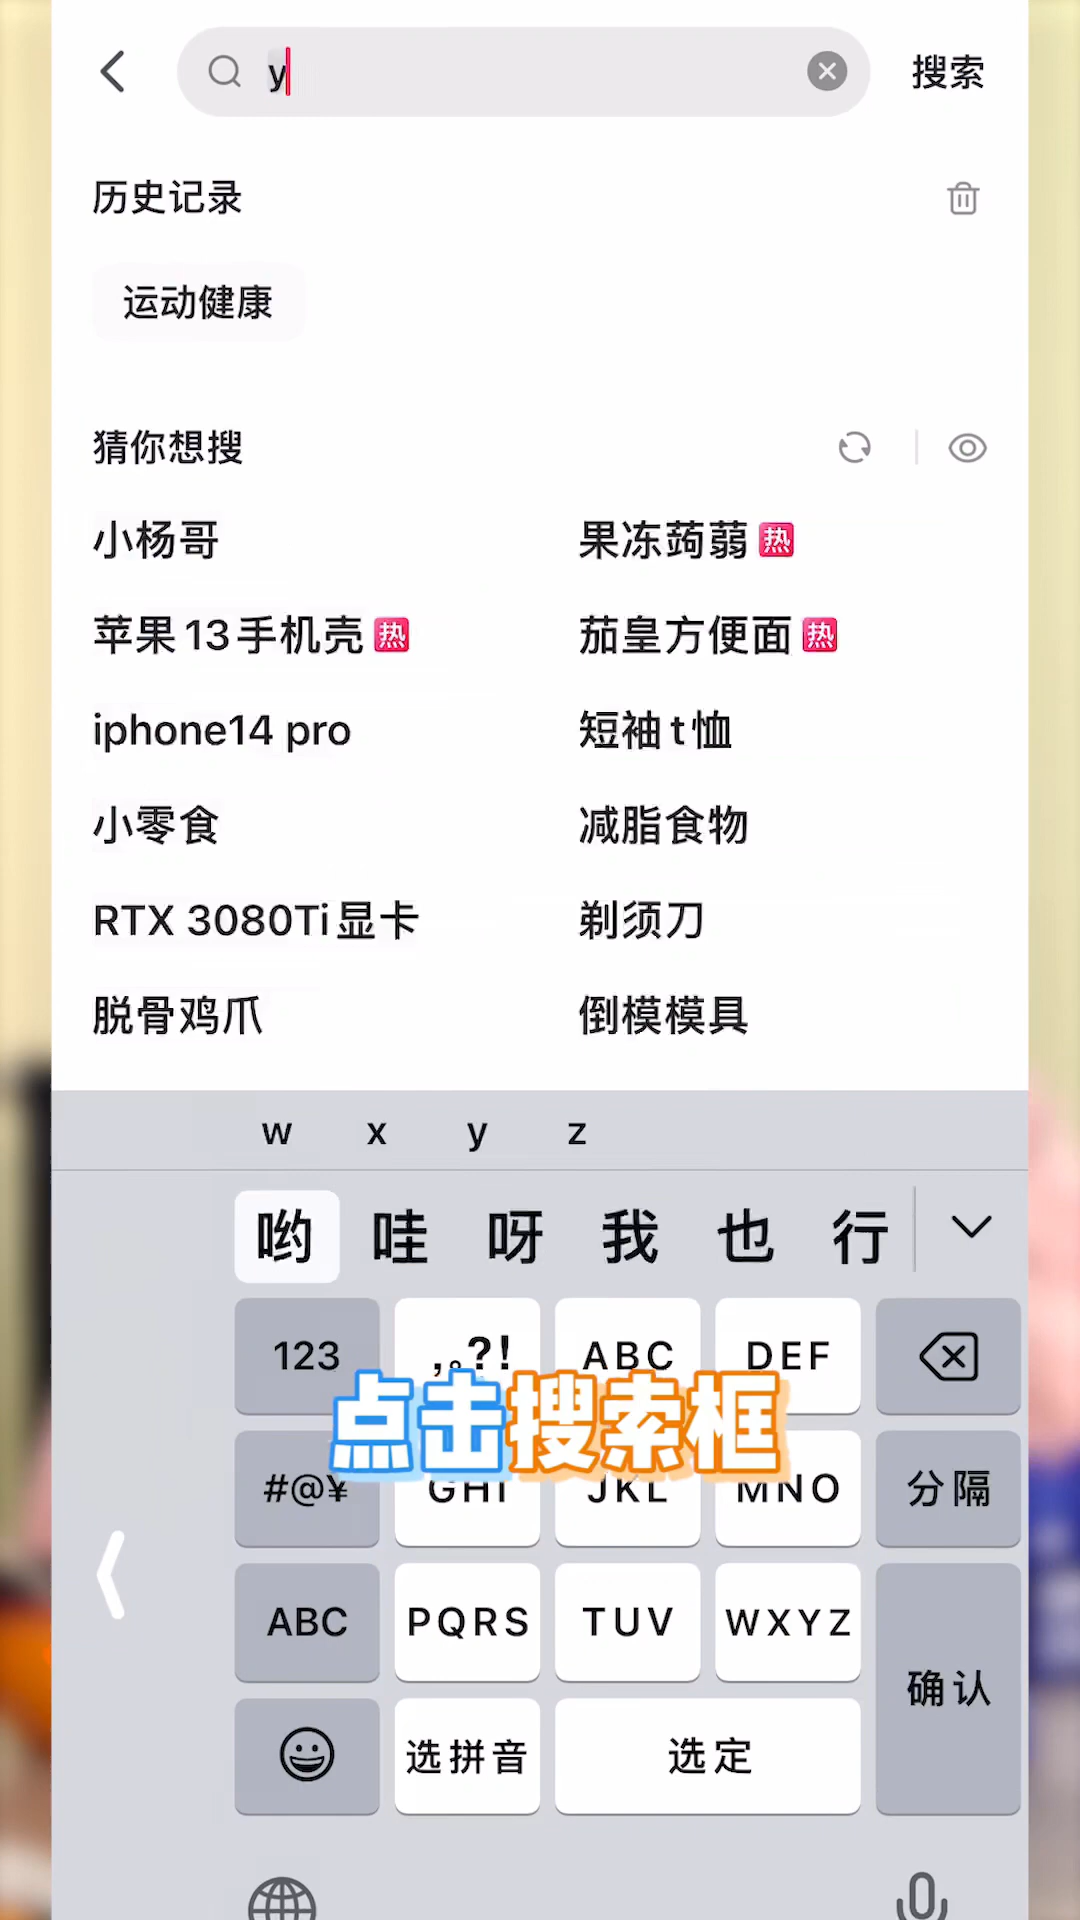 y 搜索
历史记录
运动健康
猜你想搜
小杨哥 果冻蒟蒻 热
苹果13手机壳 热 茄皇方便面 热
iphone14 pro 短袖t恤
小零食 减脂食物
RTX 3080Ti显卡 剃须刀
脱骨鸡爪 倒模模具
w x y z
哟 哇 呀 我 也 行
123 ,。?! ABC DEF
点击搜索框
#@¥ GHI JKL MNO 分隔
ABC PQRS TUV WXYZ
确认
选拼音 选定